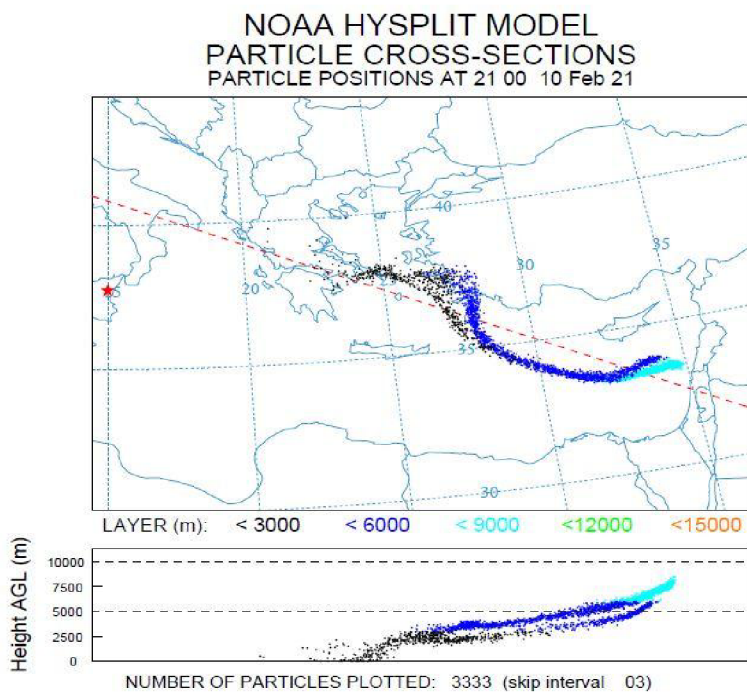 NOAA HYSPLIT MODEL
PARTICLE CROSS-SECTIONS
PARTICLE POSITIONS AT 21 00 10 Feb 21
40
35
30
20
35
30
LAYER (m): < 3000 < 6000 < 9000 <12000 <15000
Height AGL (m)
10000
7500
5000
2500
0
NUMBER OF PARTICLES PLOTTED: 3333 (skip interval 03)